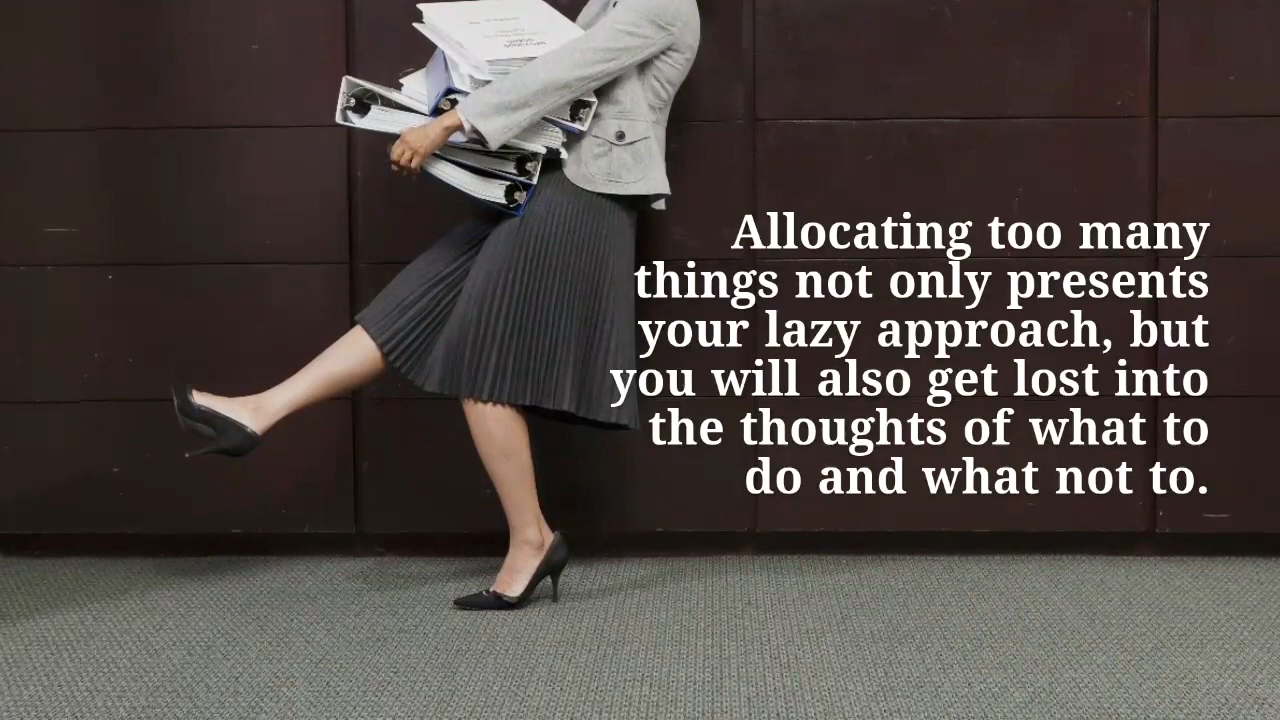 Allocating too many
things not only presents
your lazy approach, but
you will also get lost into
the thoughts of what to
do and what not to.